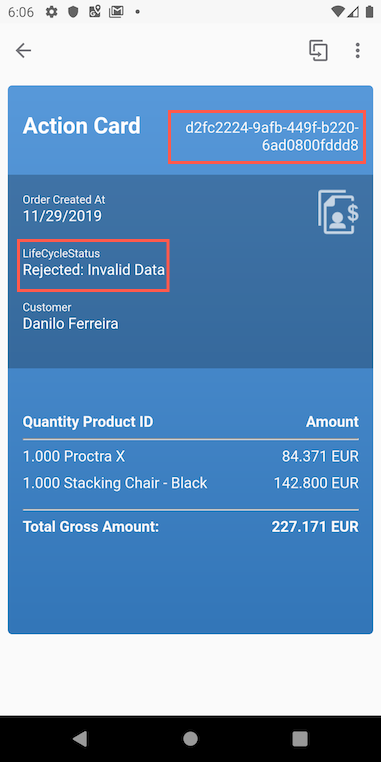 6:06
Action Card
d2fc2224-9afb-449f-b220-
6ad0800fddd8
Order Created At
11/29/2019
$
LifeCycleStatus
Rejected: Invalid Data
Customer
Danilo Ferreira
Quantity Product ID Amount
1.000 Proctra X 84.371 EUR
1.000 Stacking Chair - Black 142.800 EUR
Total Gross Amount: 227.171 EUR